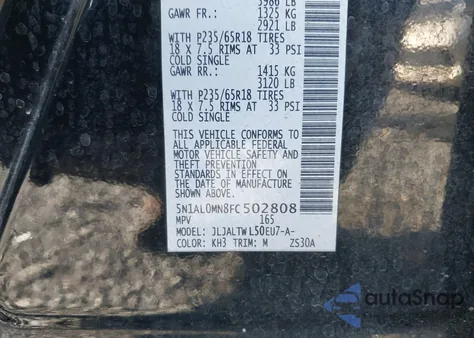 5986 LB
GAWR FR.: 1325 KG
2921 LB
WITH P235/65R18 TIRES
18 X 7.5 RIMS AT 33 PSI
COLD SINGLE
GAWR RR.: 1415 KG
3120 LB
WITH P235/65R18 TIRES
18 X 7.5 RIMS AT 33 PSI
COLD SINGLE
THIS VEHICLE CONFORMS TO
ALL APPLICABLE FEDERAL
MOTOR VEHICLE SAFETY AND
THEFT PREVENTION
STANDARDS IN EFFECT ON
THE DATE OF MANUFACTURE
SHOWN ABOVE.
5N1AL0MN8FC502808
MPV 165
MODEL: JLJALTWL50EU7-A-
COLOR: KH3 TRIM: M ZS30A
autoSnap